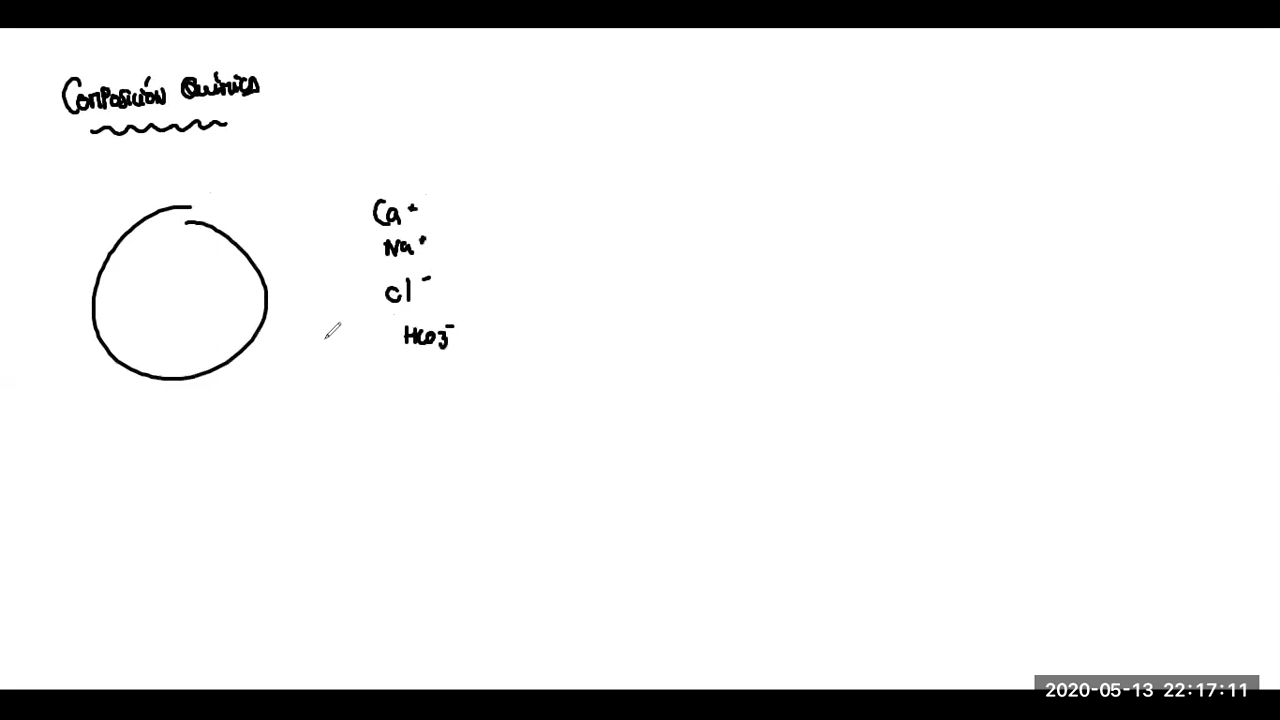 Composición Química
Ca+
Na+
Cl-
HCO3-
2020-05-13 22:17:11